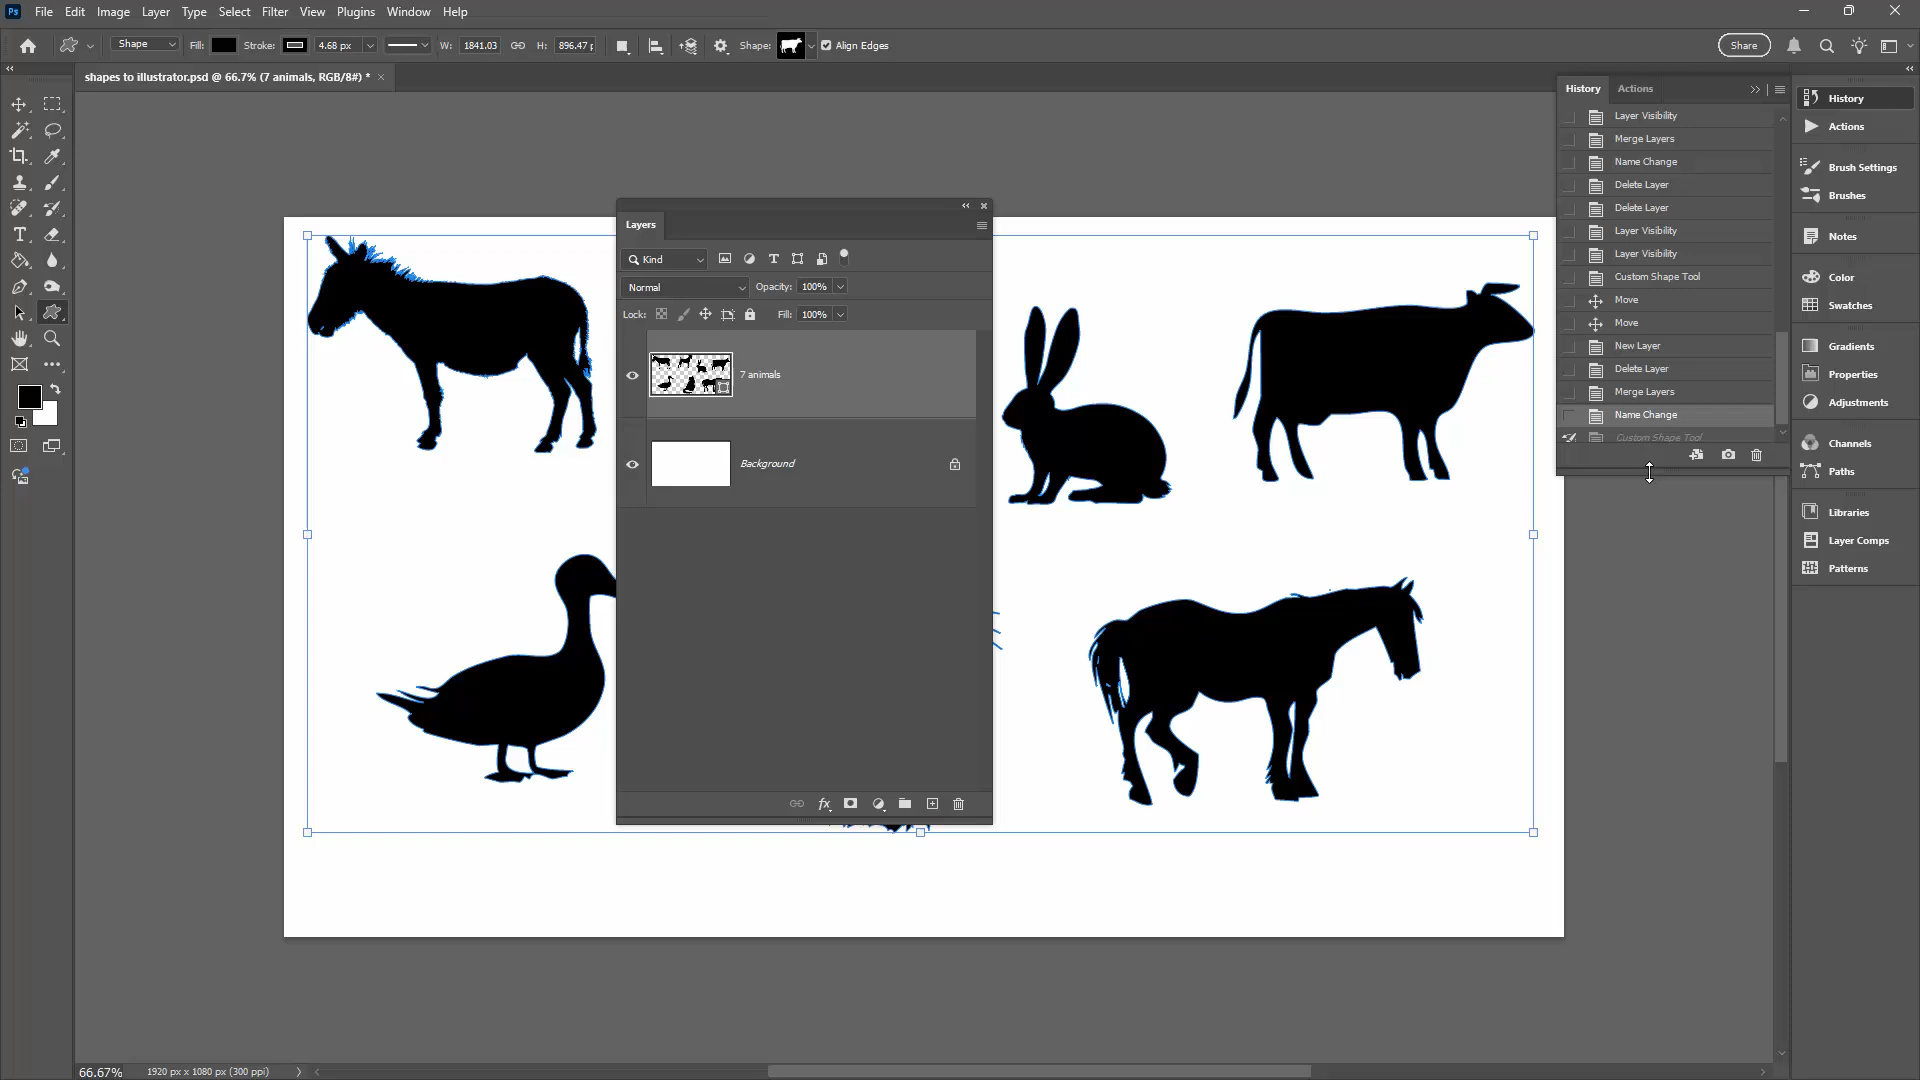 Ps File Edit Image Layer Type Select Filter View Plugins Window Help
Shape Fill: Stroke: 4.68 px W: 1841.03 H: 896.47 Shape: Align Edges Share
shapes to illustrator.psd @ 66.7% (7 animals, RGB/8#) *
Layers
Kind
Normal Opacity: 100%
Lock: Fill: 100%
7 animals
Background
fx
History Actions
Layer Visibility
Merge Layers
Name Change
Delete Layer
Delete Layer
Layer Visibility
Layer Visibility
Custom Shape Tool
Move
Move
New Layer
Delete Layer
Merge Layers
Name Change
Custom Shape Tool
History
Actions
Brush Settings
Brushes
Notes
Color
Swatches
Gradients
Properties
Adjustments
Channels
Paths
Libraries
Layer Comps
Patterns
66.67% 1920 px x 1080 px (300 ppi)